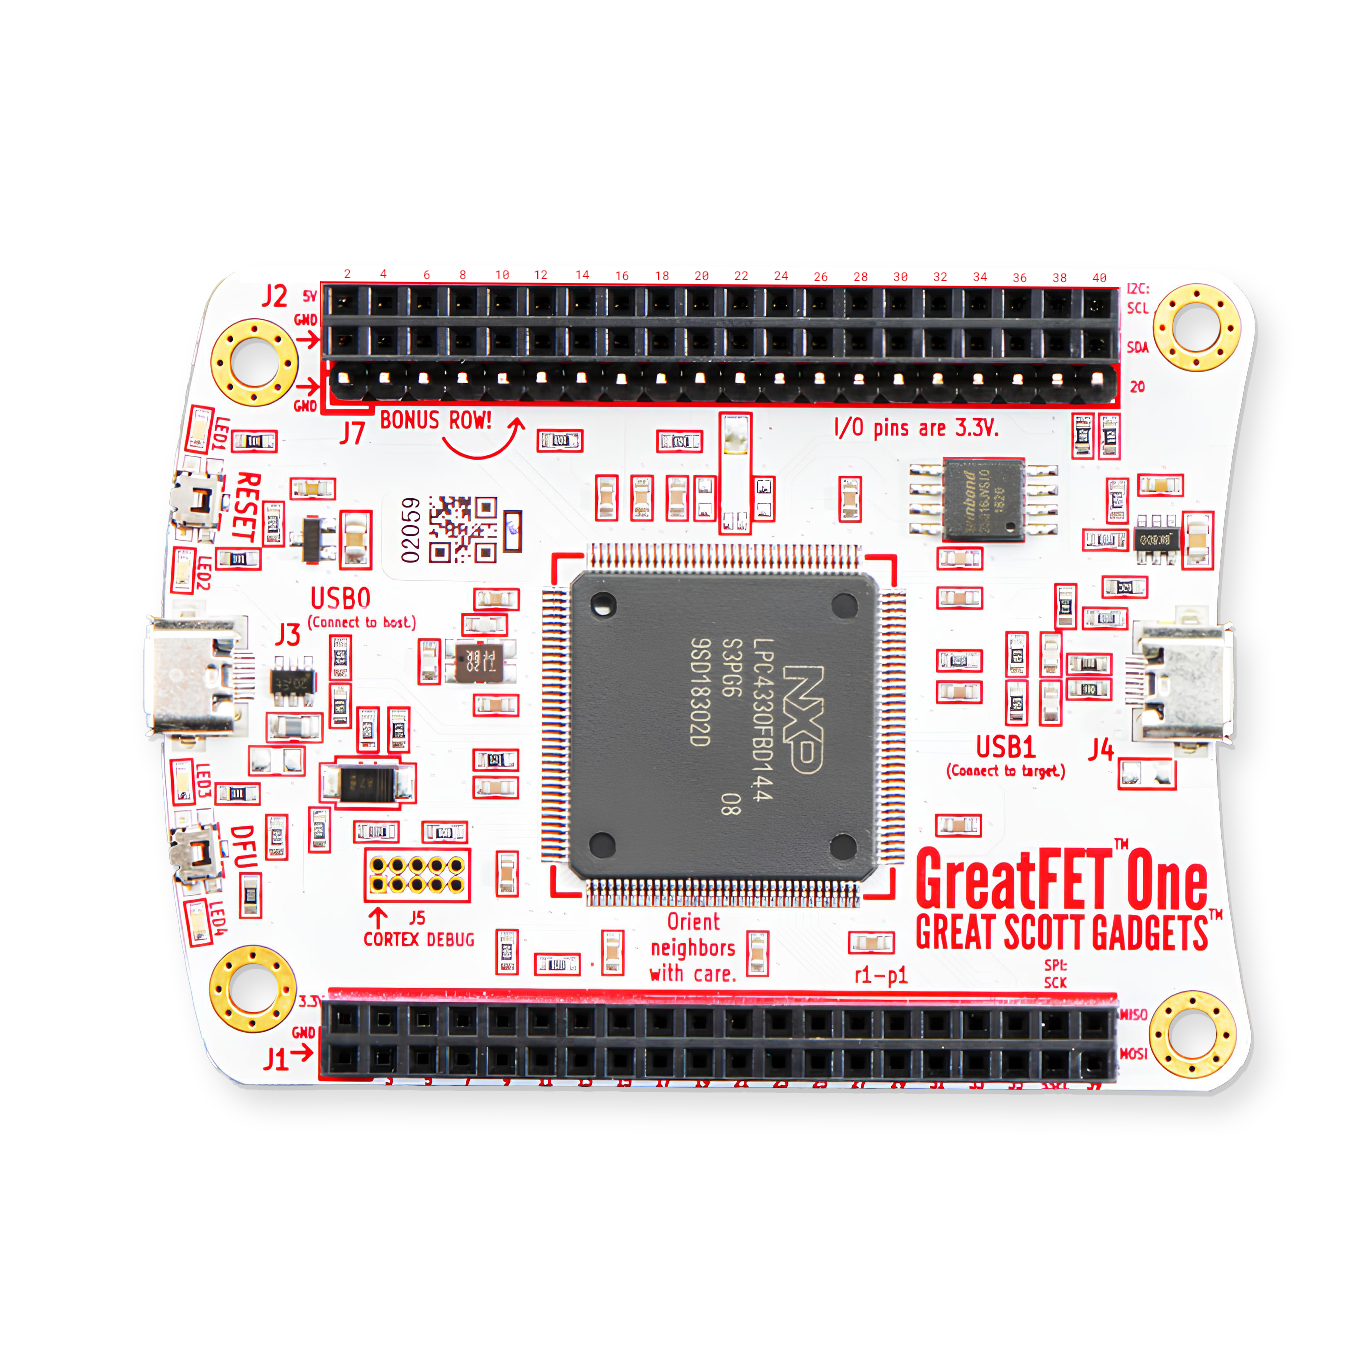 2 4 6 8 10 12 14 16 18 20 22 24 26 28 30 32 34 36 38 40
J2 5V
GND
I2C:
SCL
SDA
20
GND
J7 BONUS ROW!
I/O pins are 3.3V.
LED1
RESET
LED2
02059
winbond
1820
USB0
(Connect to host.)
J3
NXP
LPC4330FBD144
S3PG6 08
9SD18302D
USB1
(Connect to target.)
J4
LED3
DFU
LED4
J5
CORTEX DEBUG
GreatFET™ One
GREAT SCOTT GADGETS™
Orient
neighbors
with care.
r1-p1
SPI:
SCK
3.3V
GND
J1
MISO
MOSI